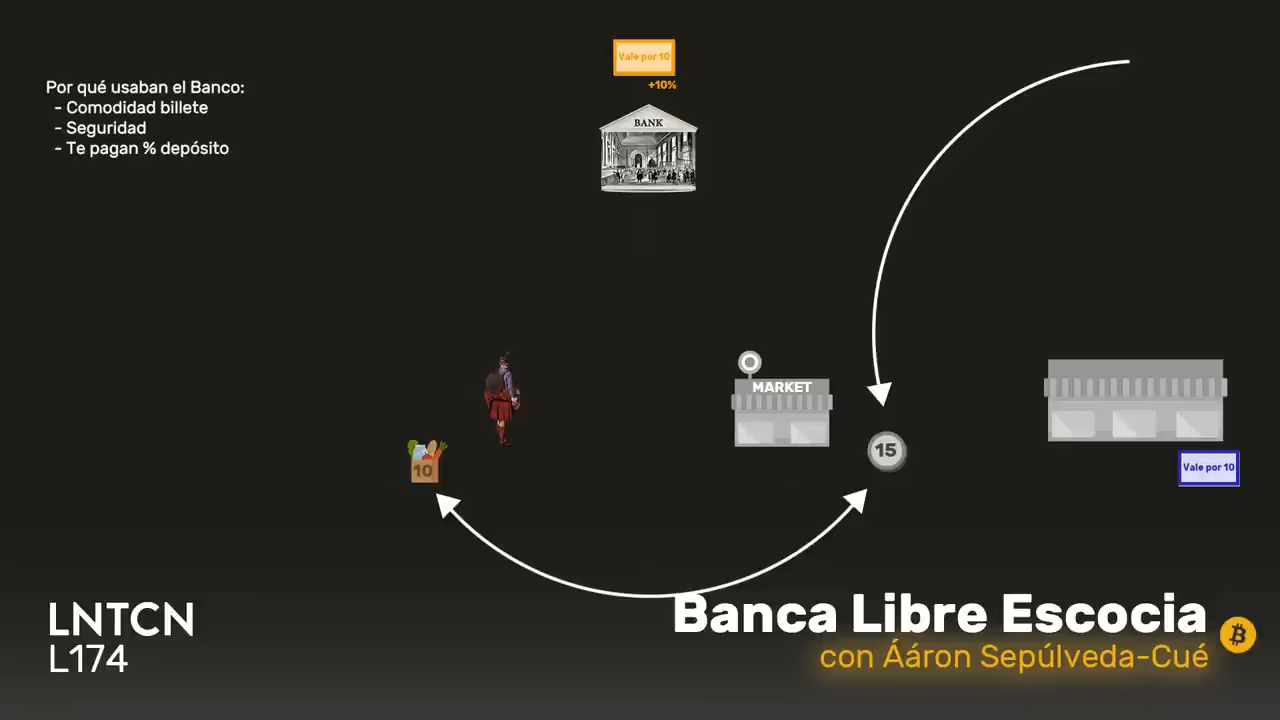 Vale por 10
+10%
BANK
Por qué usaban el Banco:
- Comodidad billete
- Seguridad
- Te pagan % depósito
MARKET
15
10
Vale por 10
LNTCN
L174
Banca Libre Escocia
con Ááron Sepúlveda-Cué